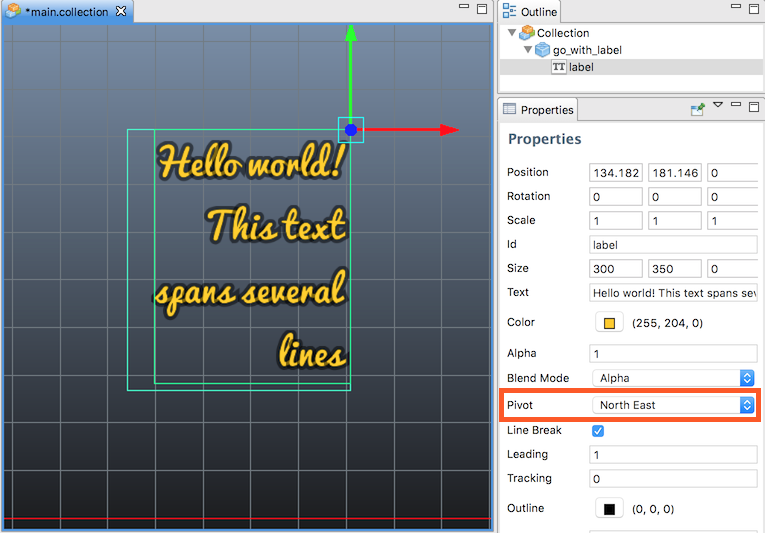 *main.collection
Hello world!
This text
spans several
lines
Outline
Collection
go_with_label
TT label
Properties
Properties
Position 134.182 181.146 0
Rotation 0 0 0
Scale 1 1 1
Id label
Size 300 350 0
Text Hello world! This text spans sev
Color (255, 204, 0)
Alpha 1
Blend Mode Alpha
Pivot North East
Line Break
Leading 1
Tracking 0
Outline (0, 0, 0)